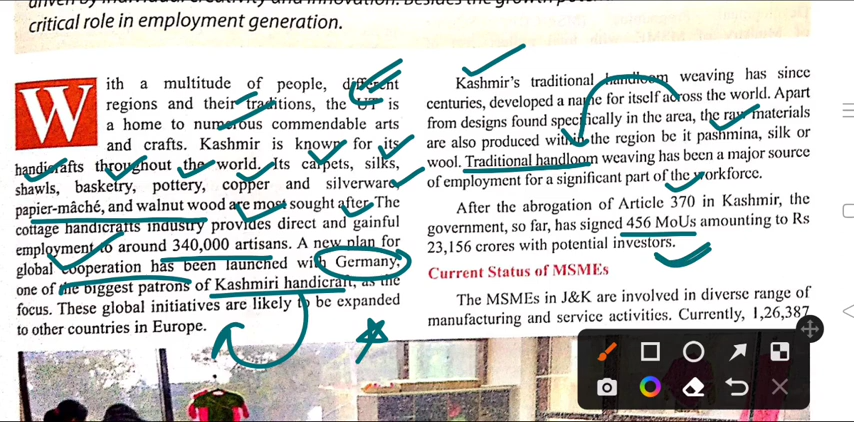 critical role in employment generation.
With a multitude of people, different
regions and their traditions, the UT is
a home to numerous commendable arts
and crafts. Kashmir is known for its
handicrafts throughout the world. Its carpets, silks,
shawls, basketry, pottery, copper and silverware,
papier-mâché, and walnut wood are most sought after. The
cottage handicrafts industry provides direct and gainful
employment to around 340,000 artisans. A new plan for
global cooperation has been launched with Germany,
one of the biggest patrons of Kashmiri handicraft, as the
focus. These global initiatives are likely to be expanded
to other countries in Europe.
Kashmir's traditional handloom weaving has since
centuries, developed a name for itself across the world. Apart
from designs found specifically in the area, the raw materials
are also produced within the region be it pashmina, silk or
wool. Traditional handloom weaving has been a major source
of employment for a significant part of the workforce.
After the abrogation of Article 370 in Kashmir, the
government, so far, has signed 456 MoUs amounting to Rs
23,156 crores with potential investors.
Current Status of MSMEs
The MSMEs in J&K are involved in diverse range of
manufacturing and service activities. Currently, 1,26,387